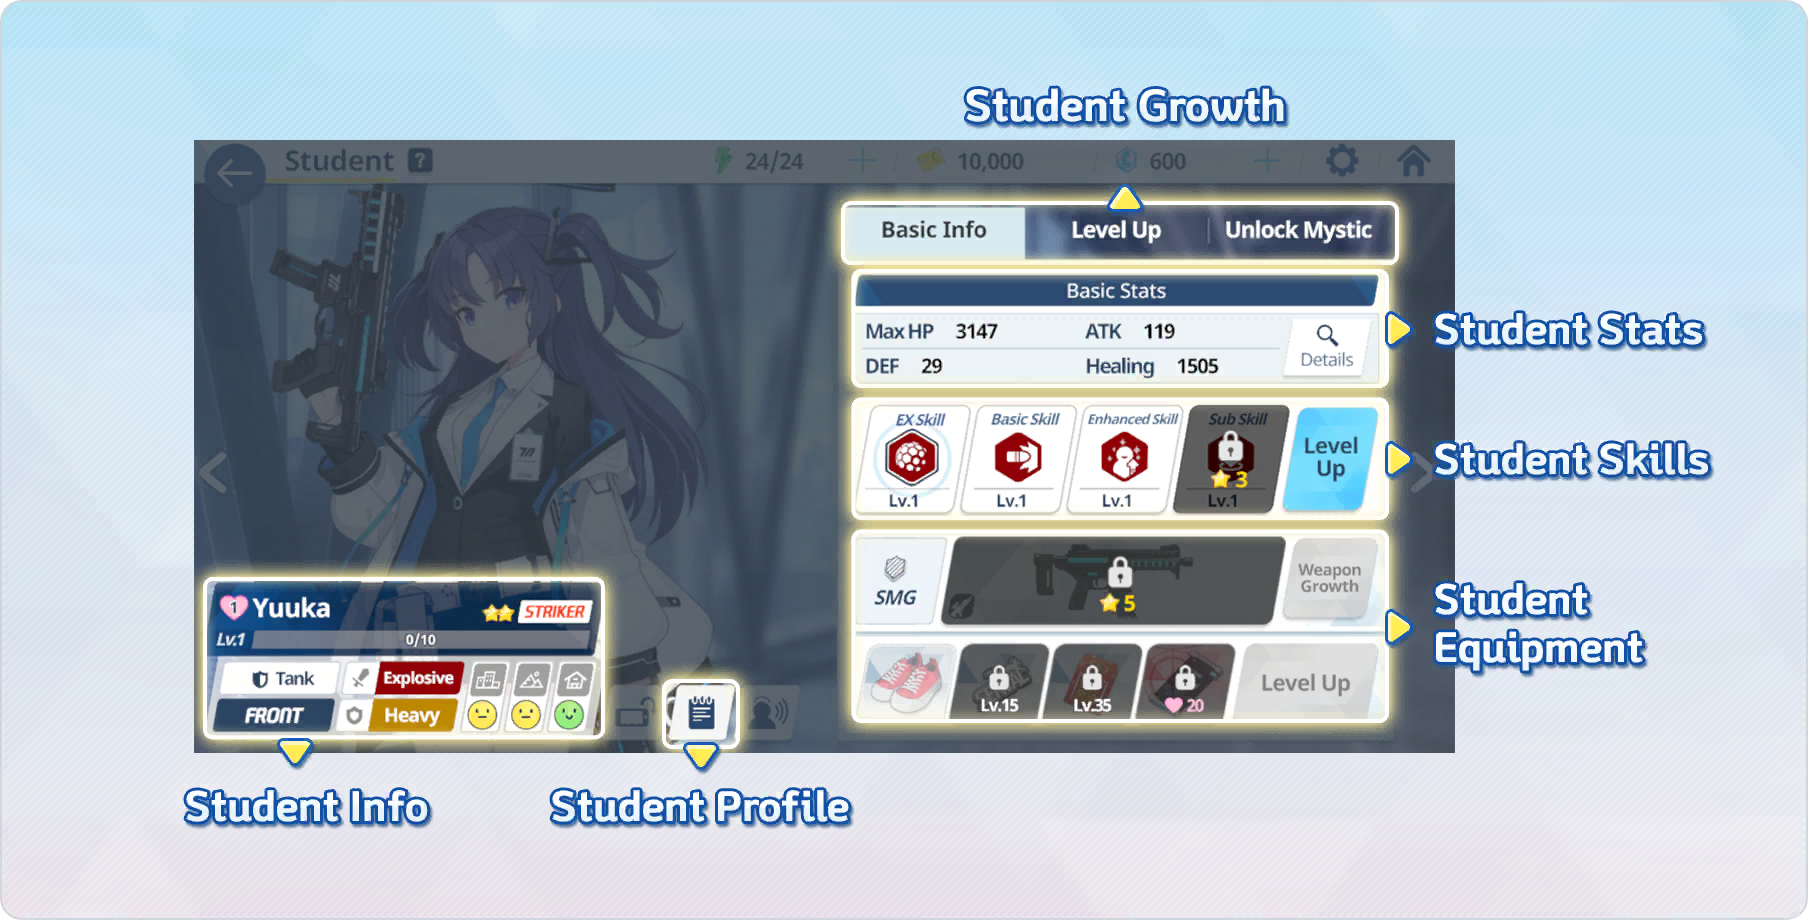 Student Growth
Student ?
24/24
10,000
600
Basic Info
Level Up
Unlock Mystic
Basic Stats
Max HP 3147
ATK 119
DEF 29
Healing 1505
Details
Student Stats
EX Skill
Lv.1
Basic Skill
Lv.1
Enhanced Skill
Lv.1
Sub Skill
3
Lv.1
Level
Up
Student Skills
SMG
5
Weapon
Growth
Lv.15
Lv.35
20
Level Up
Student
Equipment
1 Yuuka
STRIKER
Lv.1
0/10
Tank
Explosive
FRONT
Heavy
Student Info
Student Profile